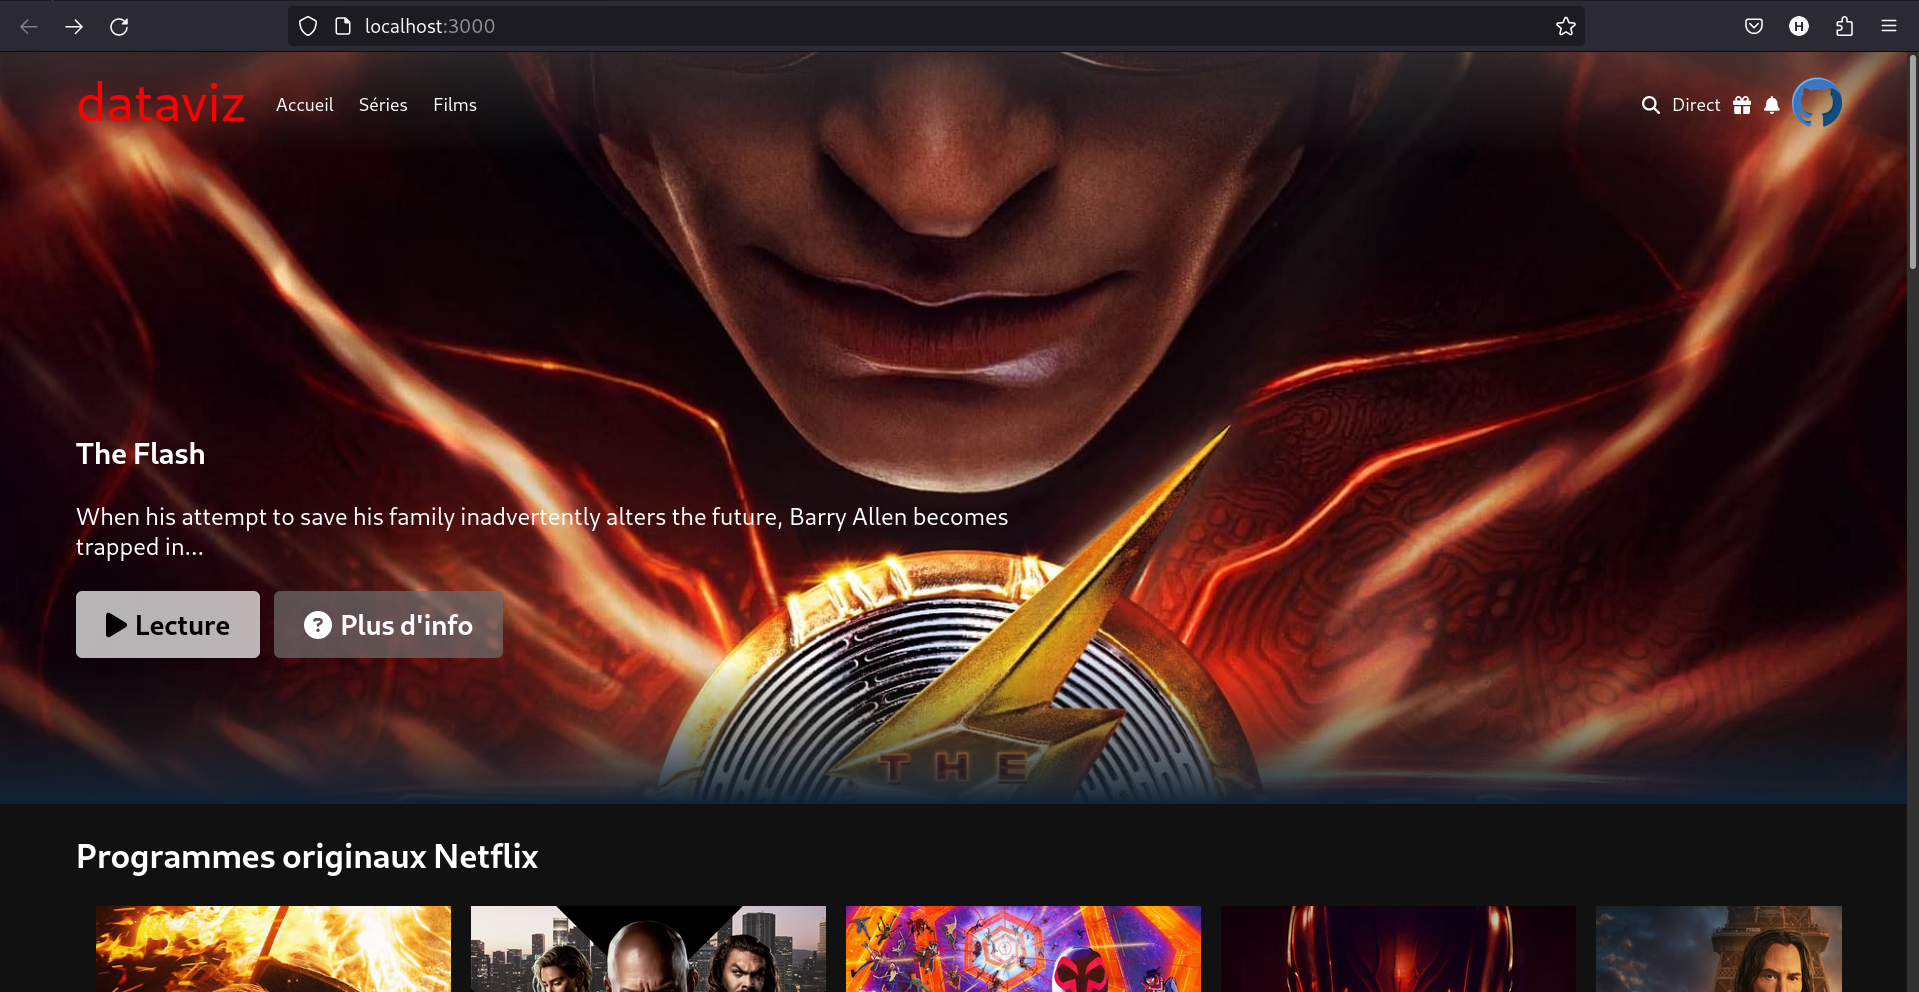 localhost:3000
dataviz Accueil Séries Films Direct
The Flash
When his attempt to save his family inadvertently alters the future, Barry Allen becomes
trapped in...
Lecture Plus d'info
THE
Programmes originaux Netflix